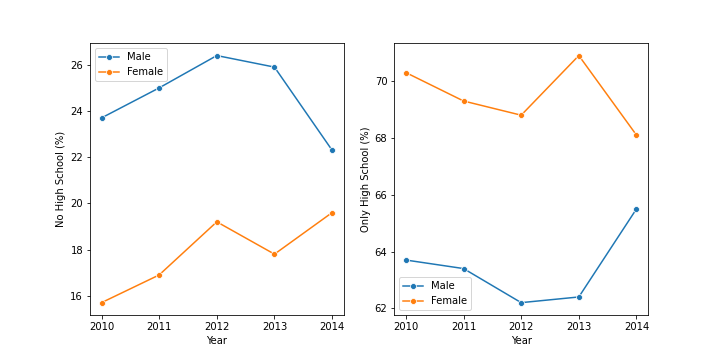 No High School (%)
26
24
22
20
18
16
Male
Female
2010 2011 2012 2013 2014
Year
Only High School (%)
70
68
66
64
62
Male
Female
2010 2011 2012 2013 2014
Year